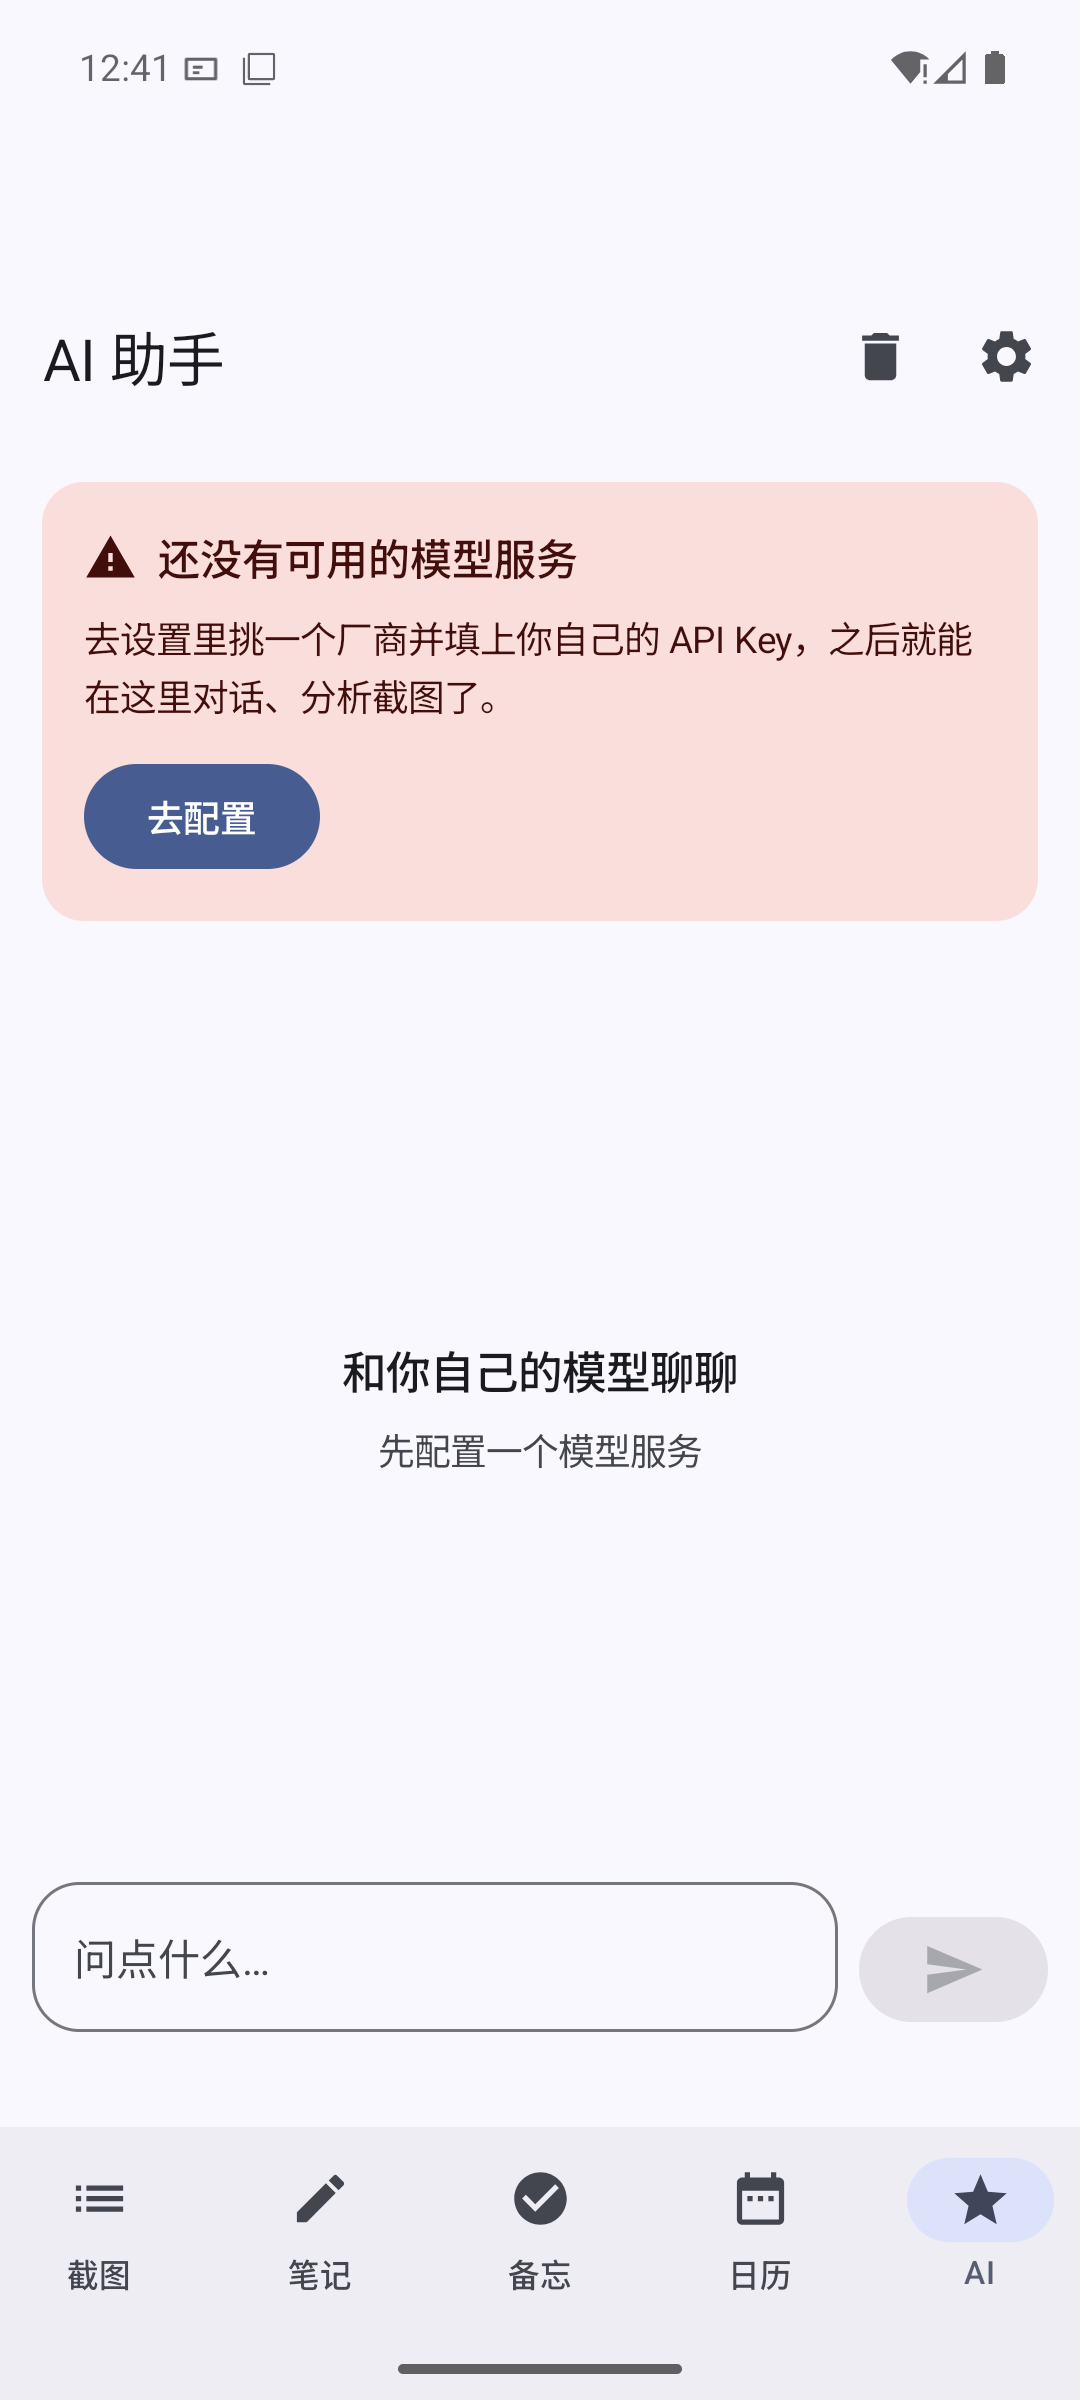 12:41
AI 助手
还没有可用的模型服务
去设置里挑一个厂商并填上你自己的 API Key，之后就能
在这里对话、分析截图了。
去配置
和你自己的模型聊聊
先配置一个模型服务
问点什么...
截图
笔记
备忘
日历
AI